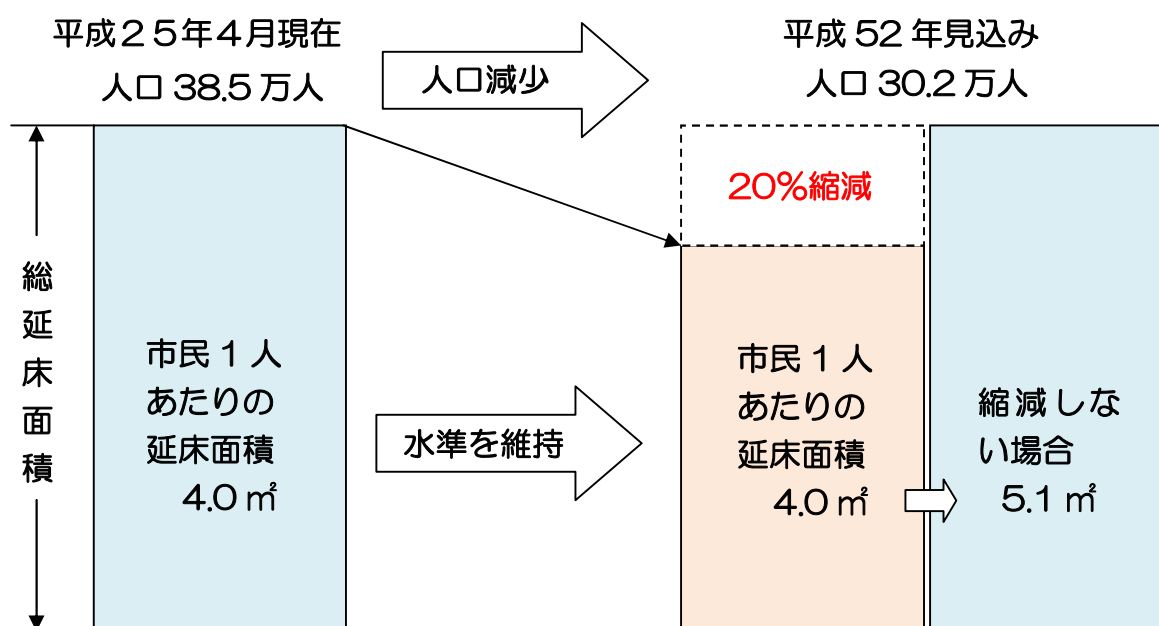 平成25年4月現在
人口 38.5 万人
人口減少
平成 52 年見込み
人口 30.2 万人
20%縮減
総延床面積
市民 1 人
あたりの
延床面積
4.0 ㎡
水準を維持
市民 1 人
あたりの
延床面積
4.0 ㎡
縮減しな
い場合
5.1 ㎡